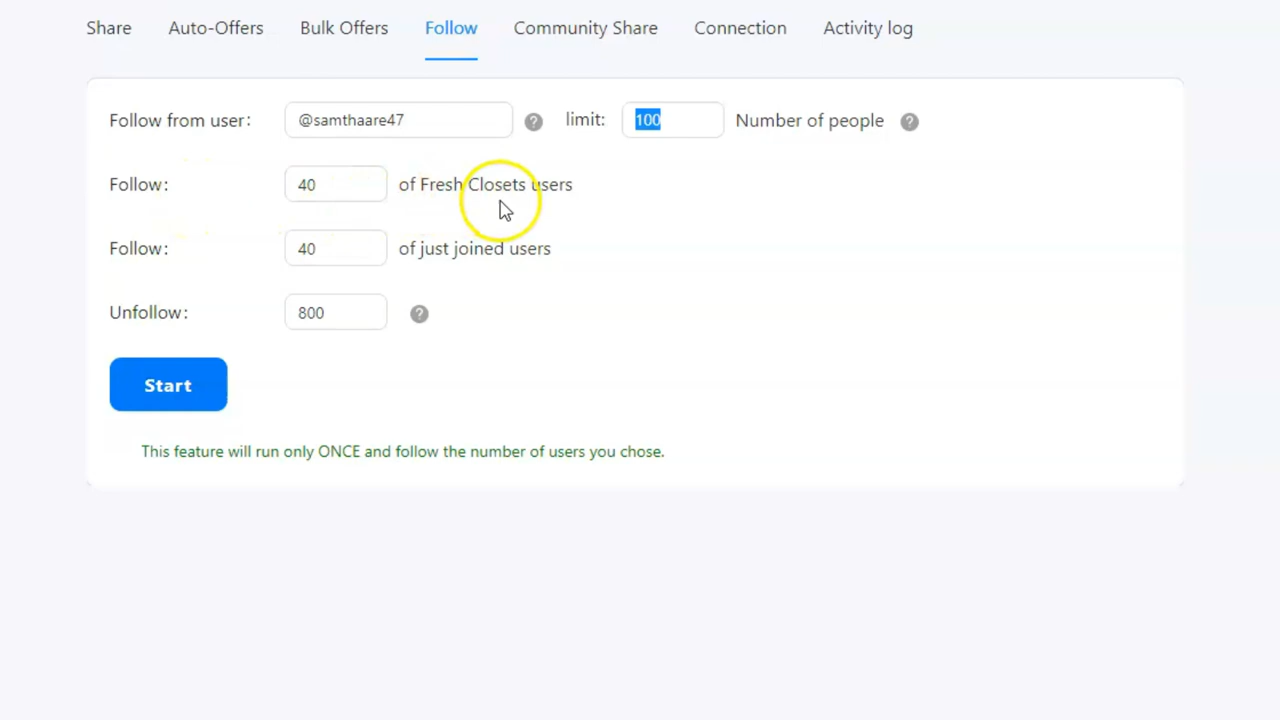 Share Auto-Offers Bulk Offers Follow Community Share Connection Activity log
Follow from user: @samthaare47 ? limit: 100 Number of people ?
Follow: 40 of Fresh Closets users
Follow: 40 of just joined users
Unfollow: 800 ?
Start
This feature will run only ONCE and follow the number of users you chose.